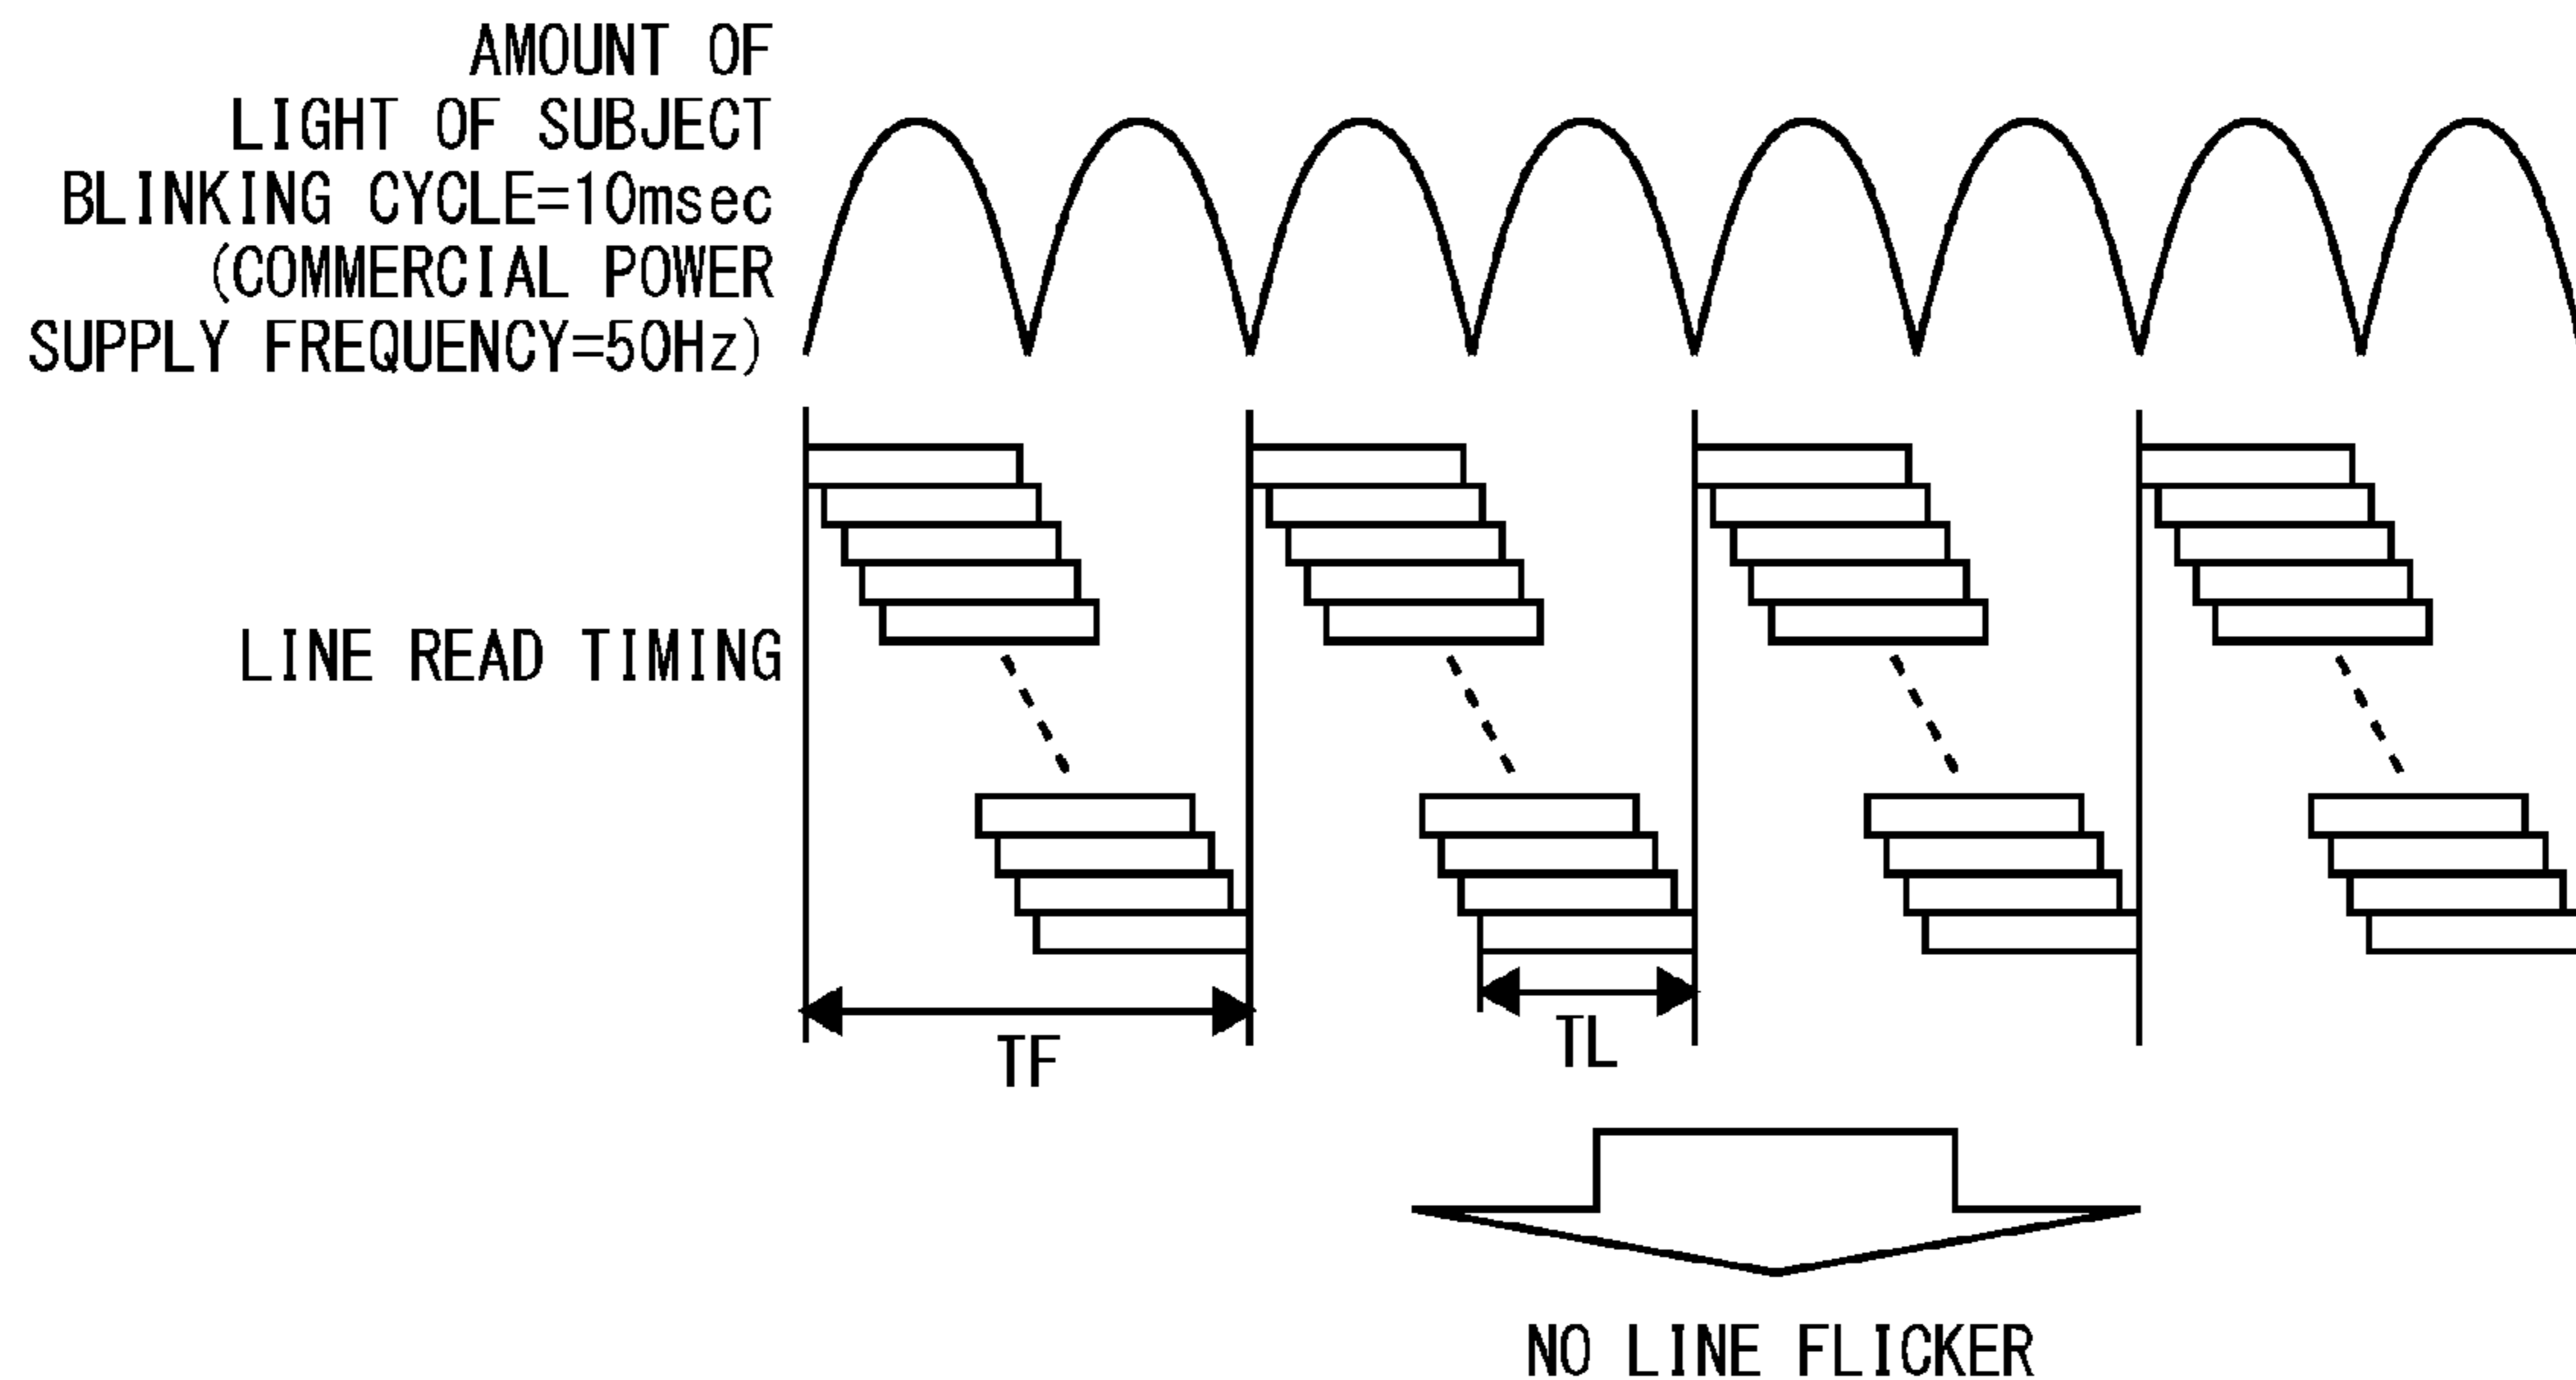 AMOUNT OF
LIGHT OF SUBJECT
BLINKING CYCLE=10msec
(COMMERCIAL POWER
SUPPLY FREQUENCY=50Hz)
LINE READ TIMING
TF
TL
NO LINE FLICKER